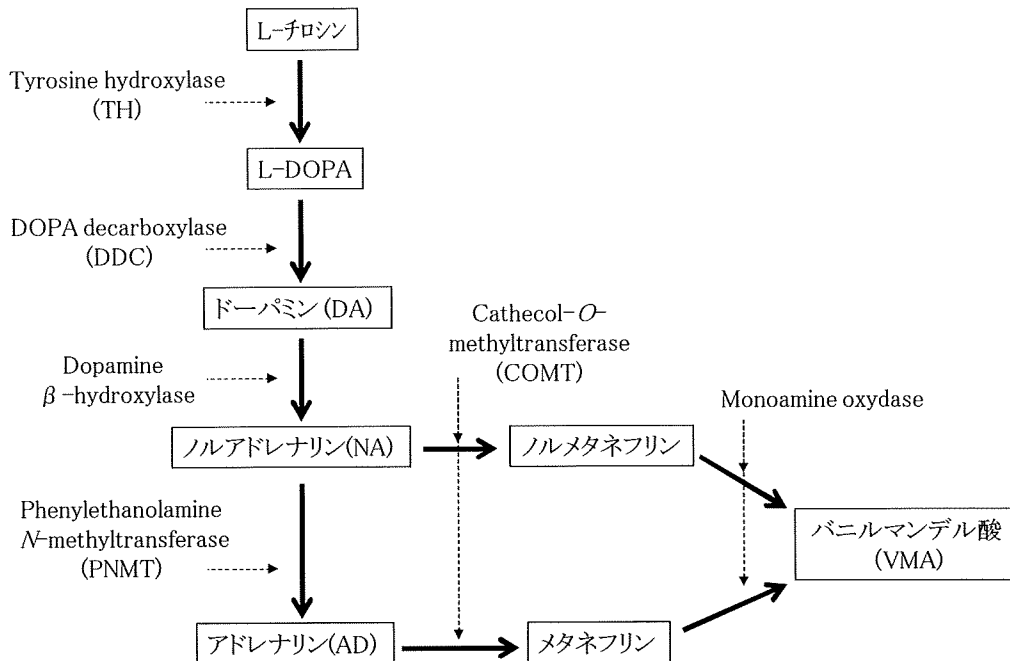 L-チロシン
Tyrosine hydroxylase
(TH)
L-DOPA
DOPA decarboxylase
(DDC)
ドーパミン(DA)
Cathecol-O-
methyltransferase
(COMT)
Dopamine
β-hydroxylase
Monoamine oxydase
ノルアドレナリン(NA)
ノルメタネフリン
Phenylethanolamine
N-methyltransferase
(PNMT)
バニルマンデル酸
(VMA)
アドレナリン(AD)
メタネフリン